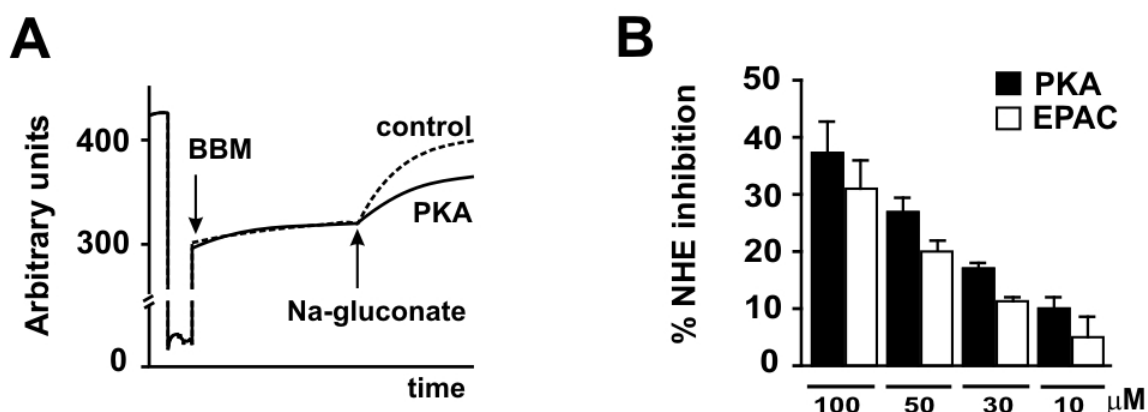 A
Arbitrary units
400
300
0
BBM
control
PKA
Na-gluconate
time
B
% NHE inhibition
50
40
30
20
10
0
PKA
EPAC
100 50 30 10 μM